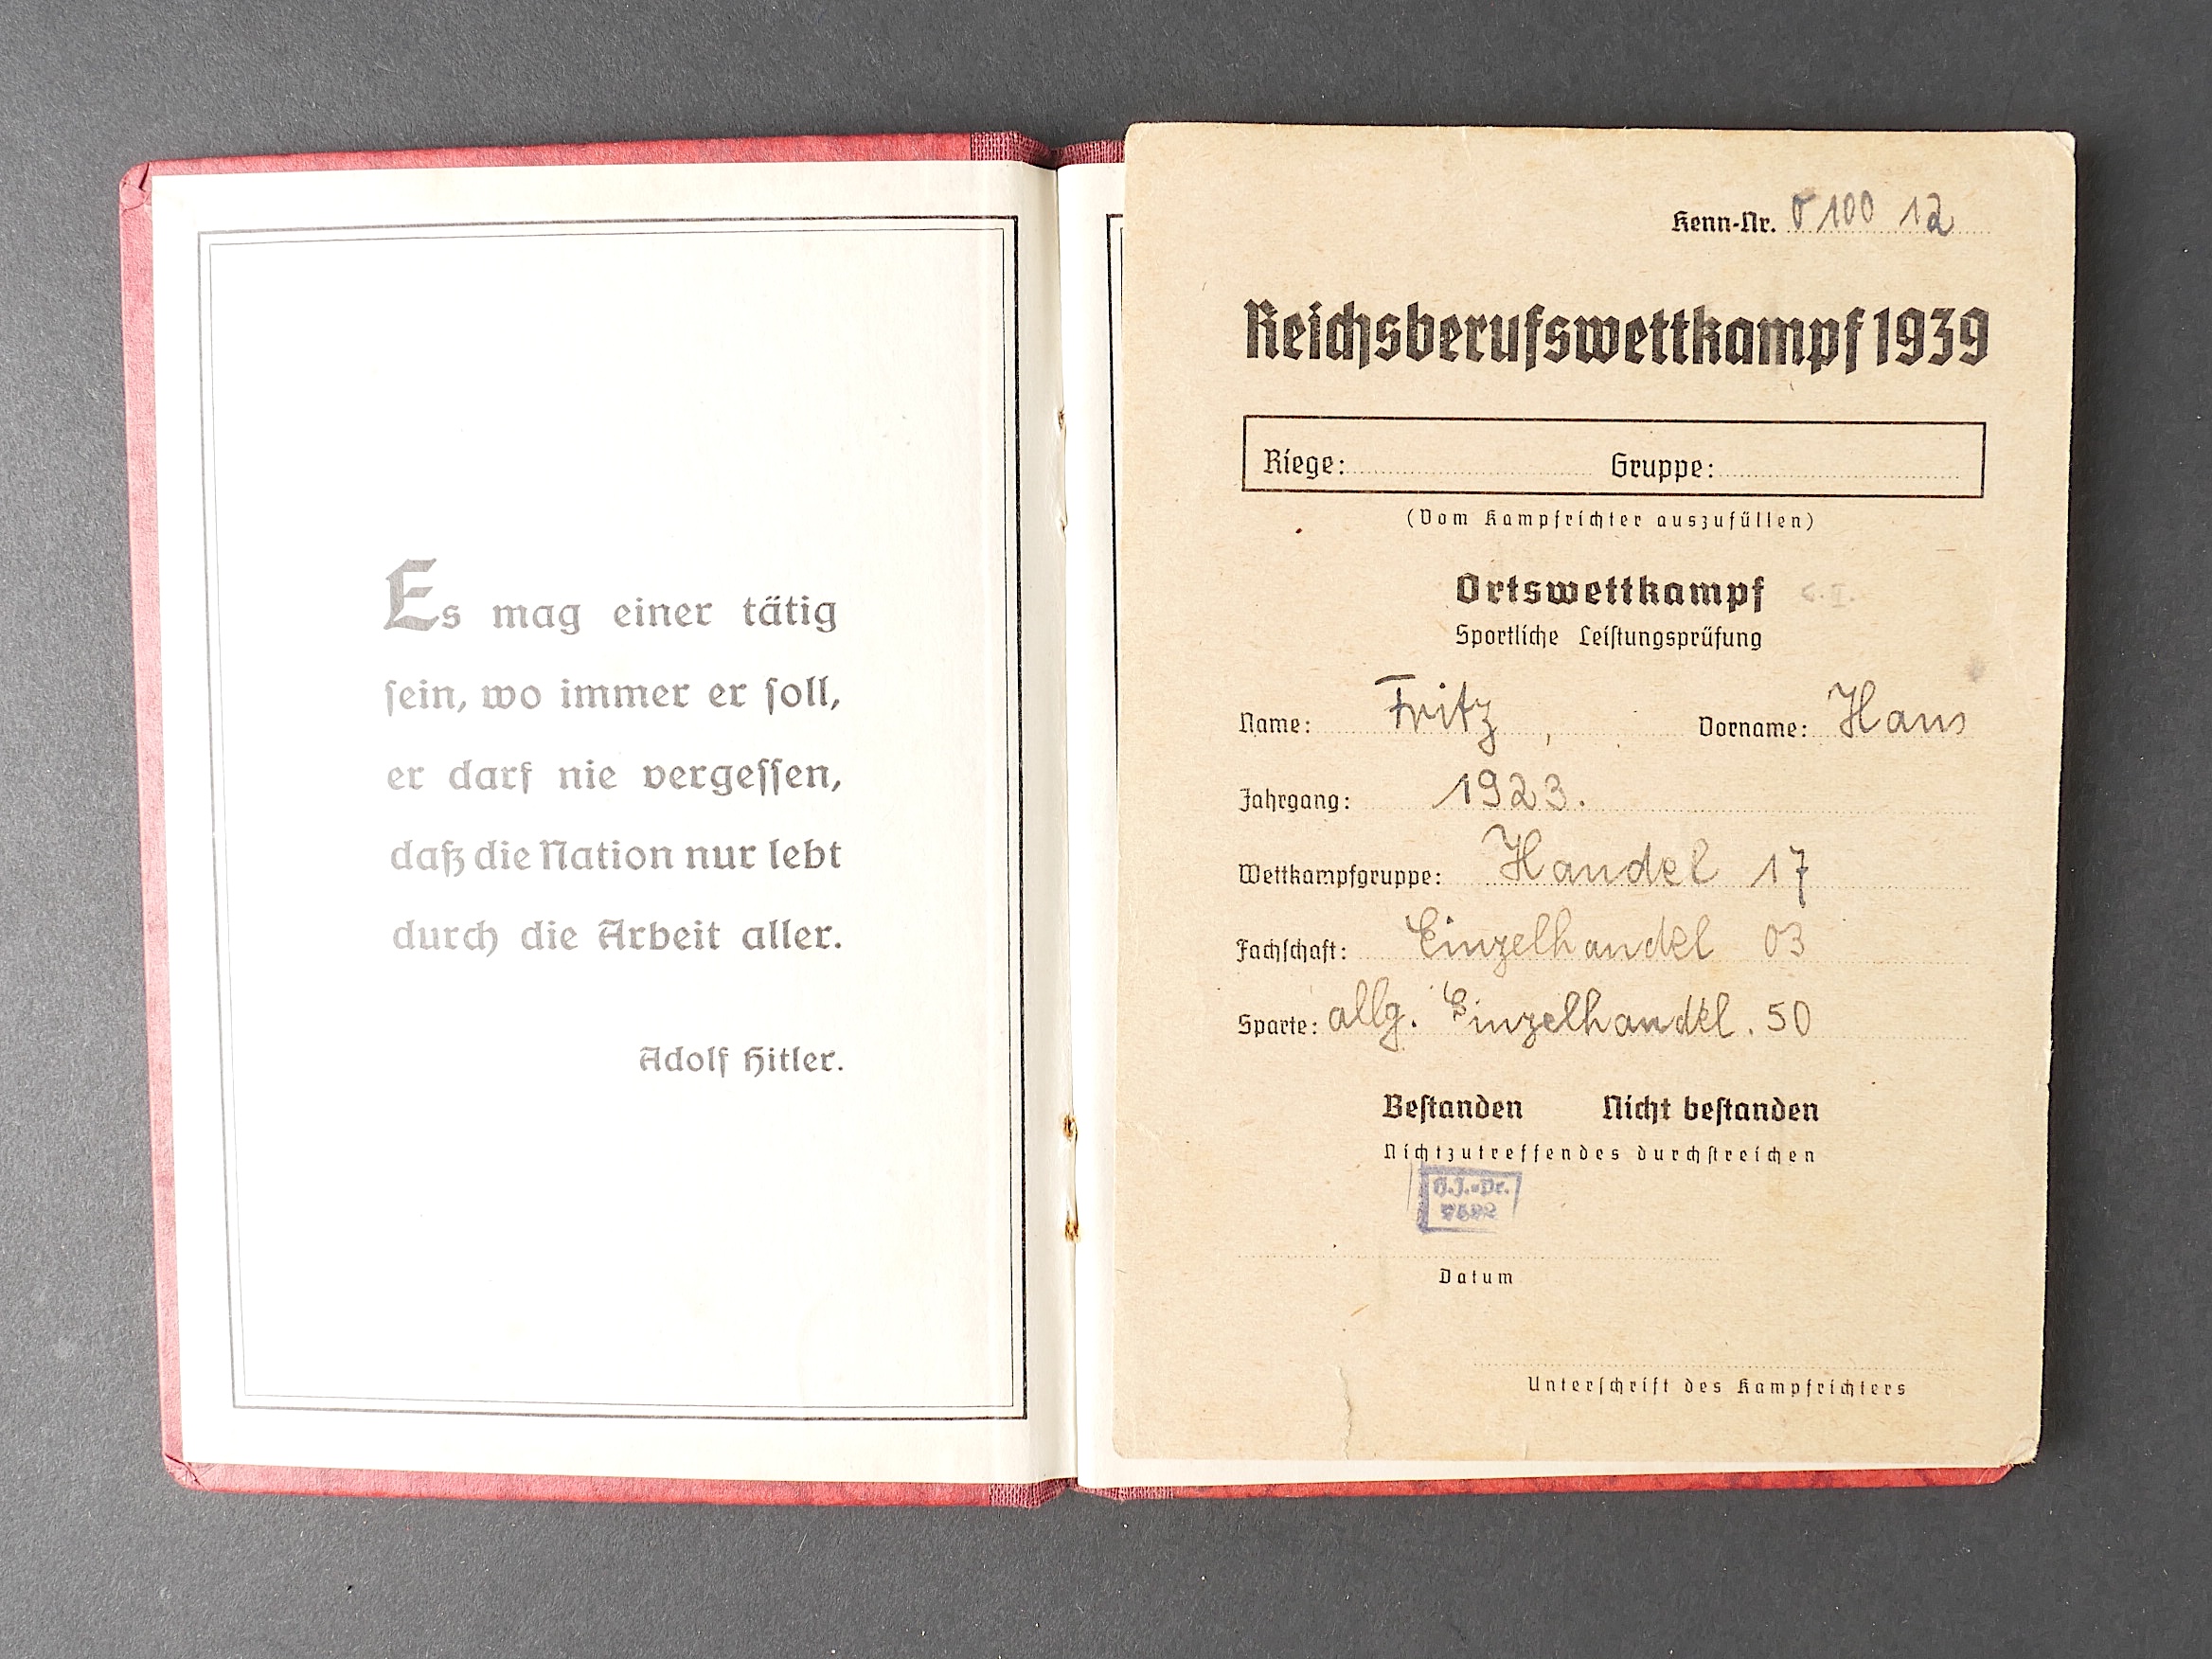 Es mag einer tätig
sein, wo immer er soll,
er darf nie vergessen,
daß die Nation nur lebt
durch die Arbeit aller.
Adolf Hitler.
Kenn-Nr. 0 100 12
Reichsberufswettkampf 1939
Riege: Gruppe:
(Vom Kampfrichter auszufüllen)
Ortswettkampf
Sportliche Leistungsprüfung
Name: Fritz, Vorname: Hans
Jahrgang: 1923.
Wettkampfgruppe: Handel 17
Fachschaft: Einzelhandel 03
Sparte: allg. Einzelhandel. 50
Bestanden Nicht bestanden
Nichtzutreffendes durchstreichen
Datum
Unterschrift des Kampfrichters